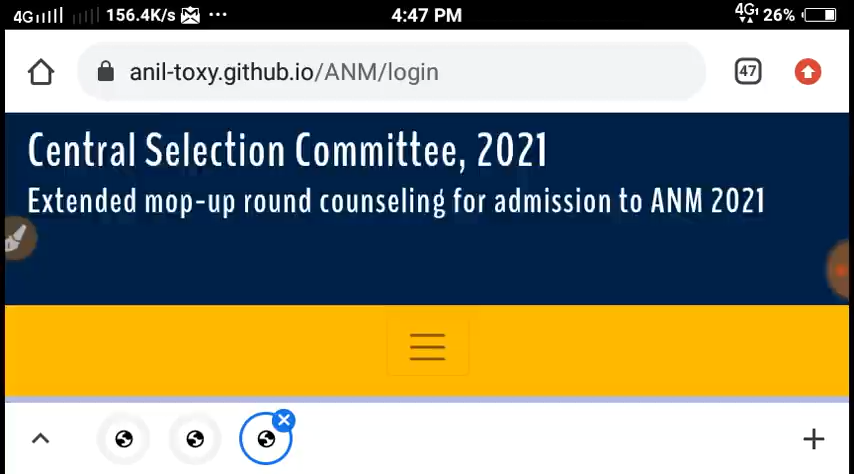 4G 156.4K/s ... 4:47 PM 4G 26%
anil-toxy.github.io/ANM/login 47
Central Selection Committee, 2021
Extended mop-up round counseling for admission to ANM 2021